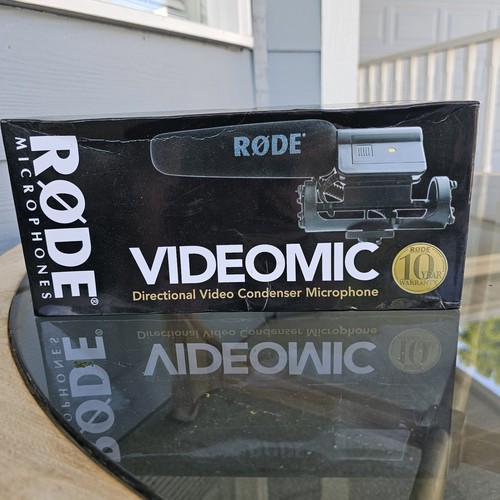 RØDE®
MICROPHONES
RØDE
VIDEOMIC
Directional Video Condenser Microphone
RØDE
10 YEAR
WARRANTY